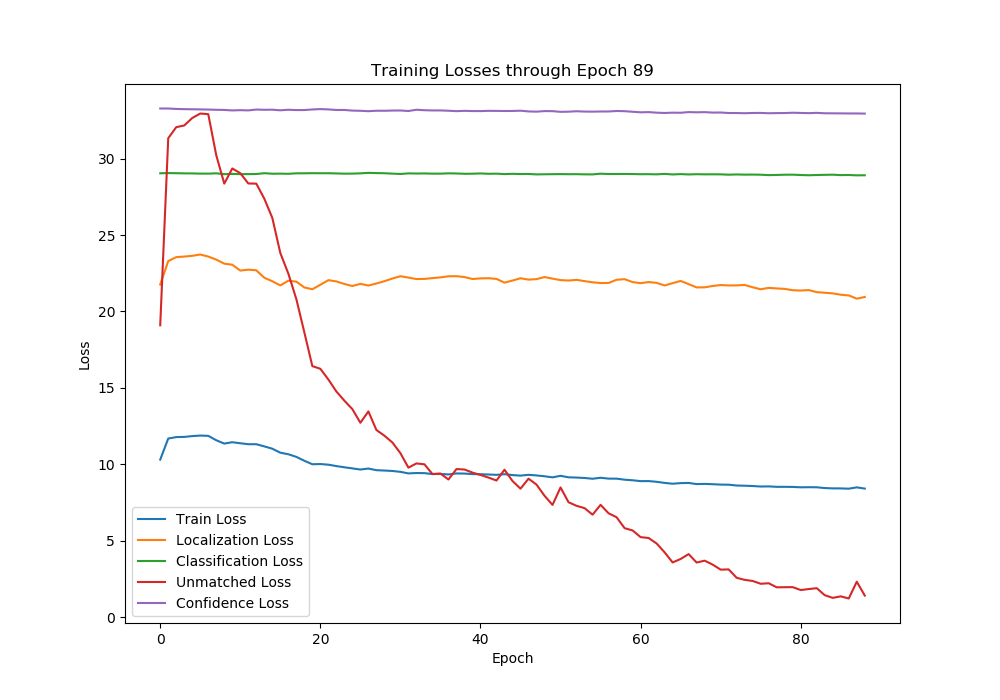 Training Losses through Epoch 89
Loss
30
25
20
15
10
5
0
Train Loss
Localization Loss
Classification Loss
Unmatched Loss
Confidence Loss
0 20 40 60 80
Epoch